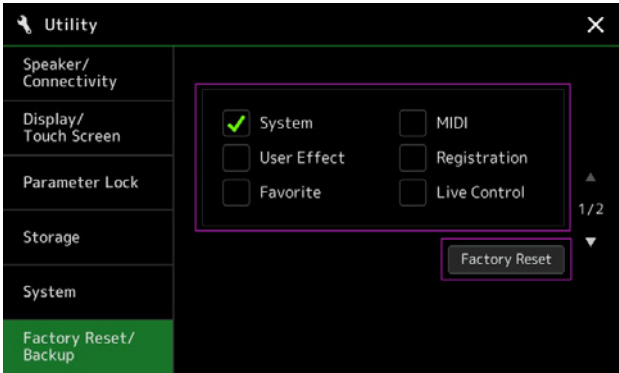 Utility
Speaker/
Connectivity
Display/
Touch Screen
Parameter Lock
Storage
System
Factory Reset/
Backup
System
MIDI
User Effect
Registration
Favorite
Live Control
1/2
Factory Reset